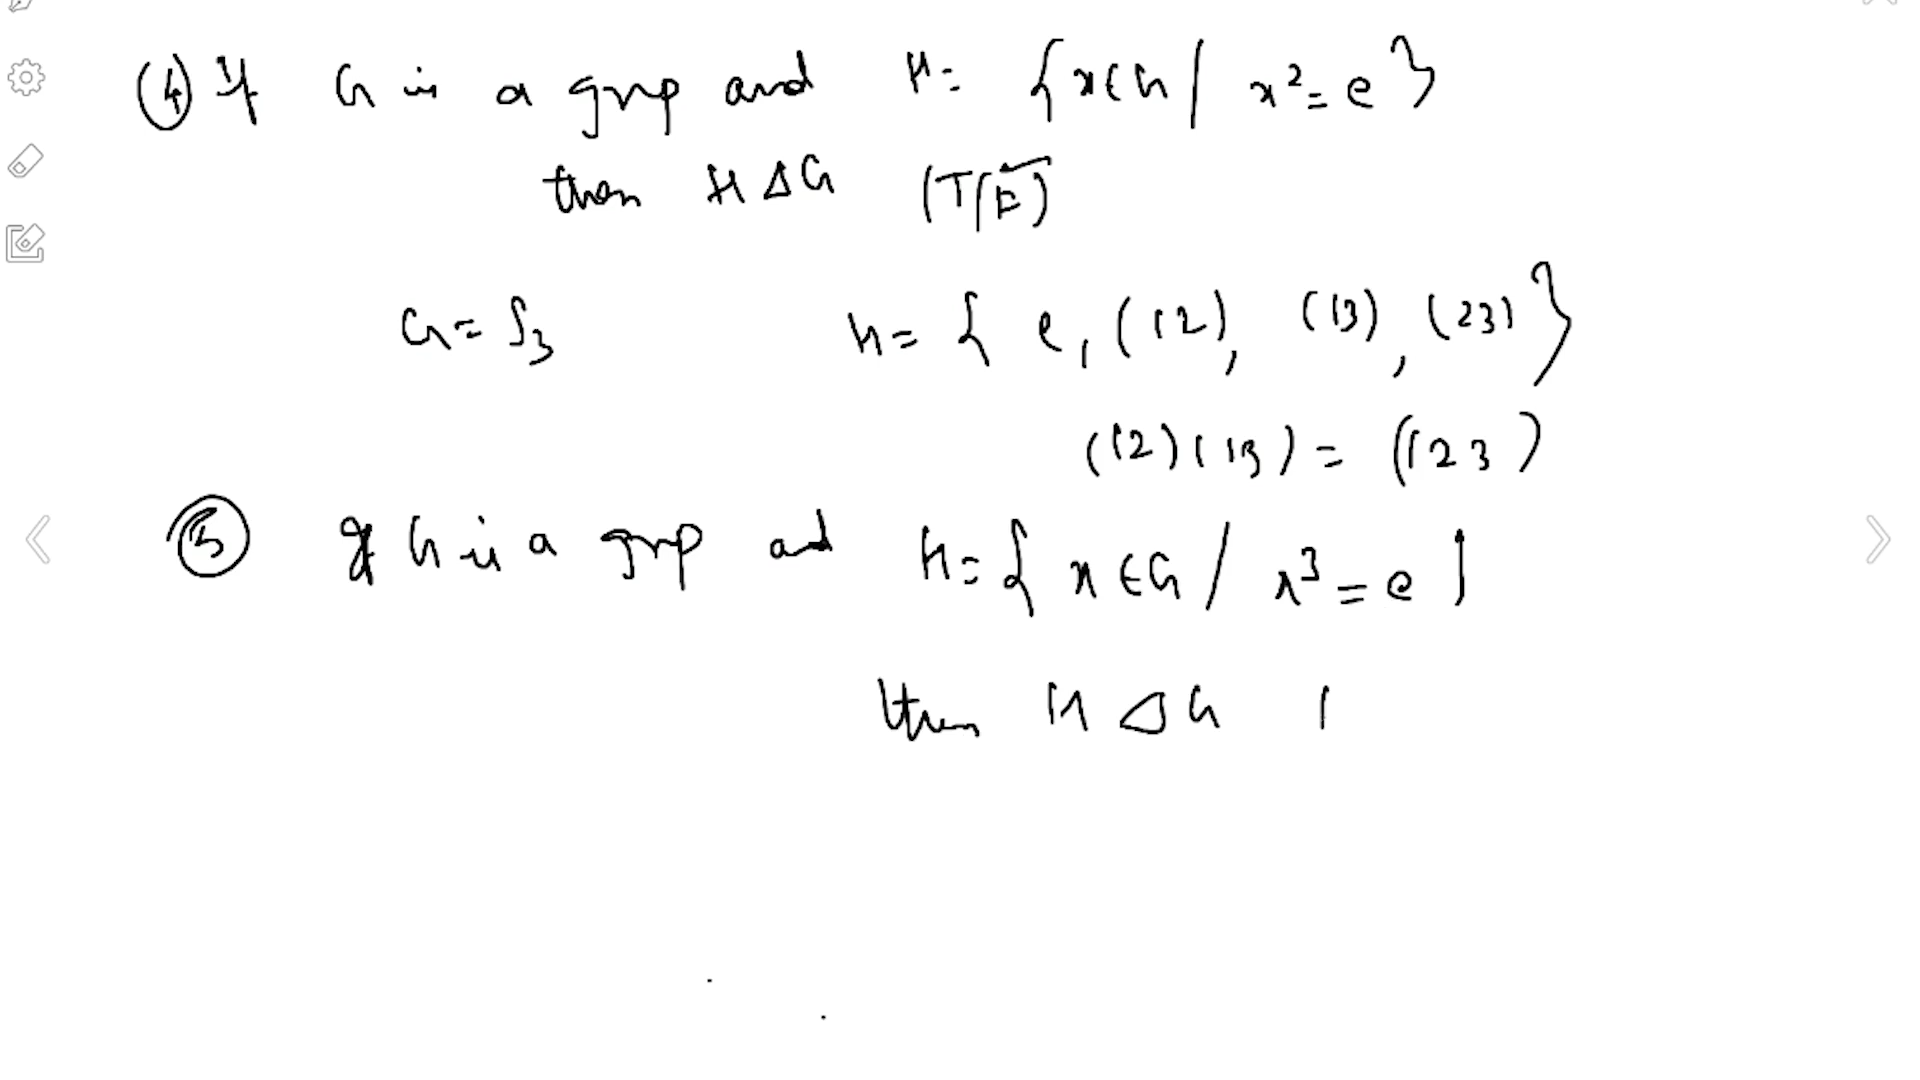 (4) If G is a grp and H = {x∈G / x² = e}
then H Δ G (T/F)
G = S₃ H = { e, (12), (13), (23) }
(12)(13) = (123)
(5) If G is a grp and H = { x∈G / x³ = e }
then H Δ G (